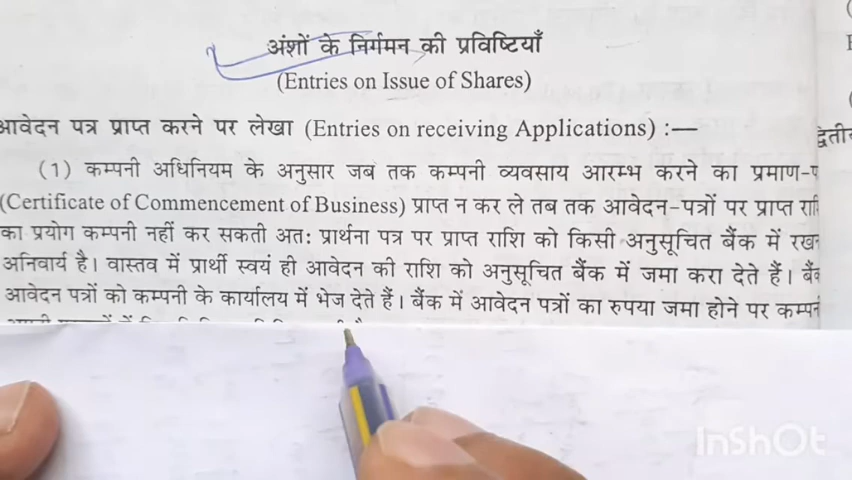 अंशों के निर्गमन की प्रविष्टियाँ
(Entries on Issue of Shares)
आवेदन पत्र प्राप्त करने पर लेखा (Entries on receiving Applications) :—
(1) कम्पनी अधिनियम के अनुसार जब तक कम्पनी व्यवसाय आरम्भ करने का प्रमाण-
(Certificate of Commencement of Business) प्राप्त न कर ले तब तक आवेदन-पत्रों पर प्राप्त
का प्रयोग कम्पनी नहीं कर सकती अत: प्रार्थना पत्र पर प्राप्त राशि को किसी अनुसूचित बैंक में
अनिवार्य है। वास्तव में प्रार्थी स्वयं ही आवेदन की राशि को अनुसूचित बैंक में जमा करा देते हैं।
आवेदन पत्रों को कम्पनी के कार्यालय में भेज देते हैं। बैंक में आवेदन पत्रों का रुपया जमा होने पर
InShOt